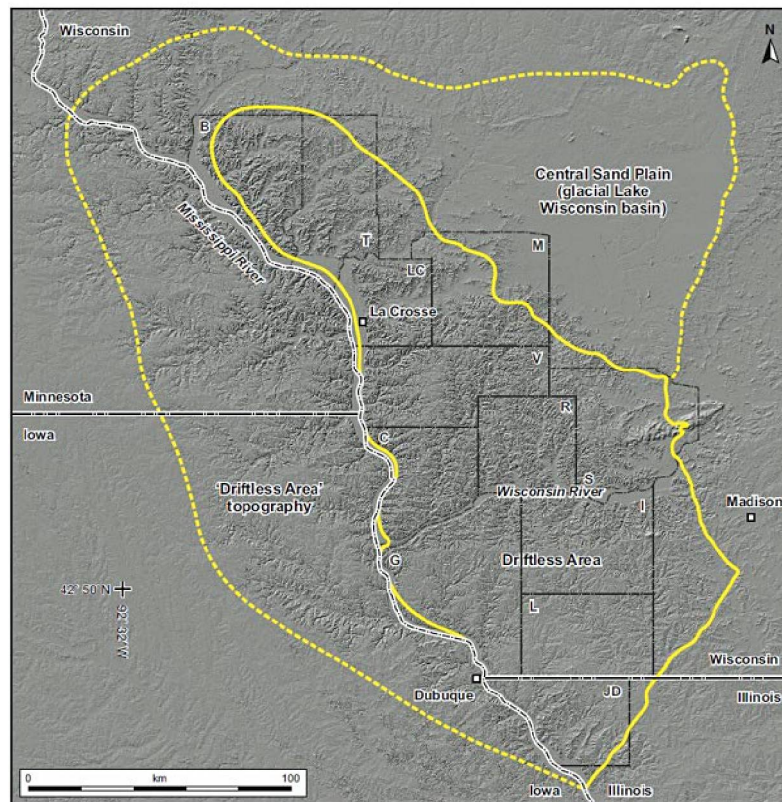 Wisconsin
N
B
Central Sand Plain
(glacial Lake
Wisconsin basin)
Mississippi River
T
LC
M
La Crosse
V
Minnesota
Iowa
R
C
'Driftless Area'
topography
S
Wisconsin River
I
Madison
G
Driftless Area
42° 50' N
92° 32' W
L
Wisconsin
Illinois
Dubuque
JD
0 km 100
Iowa
Illinois